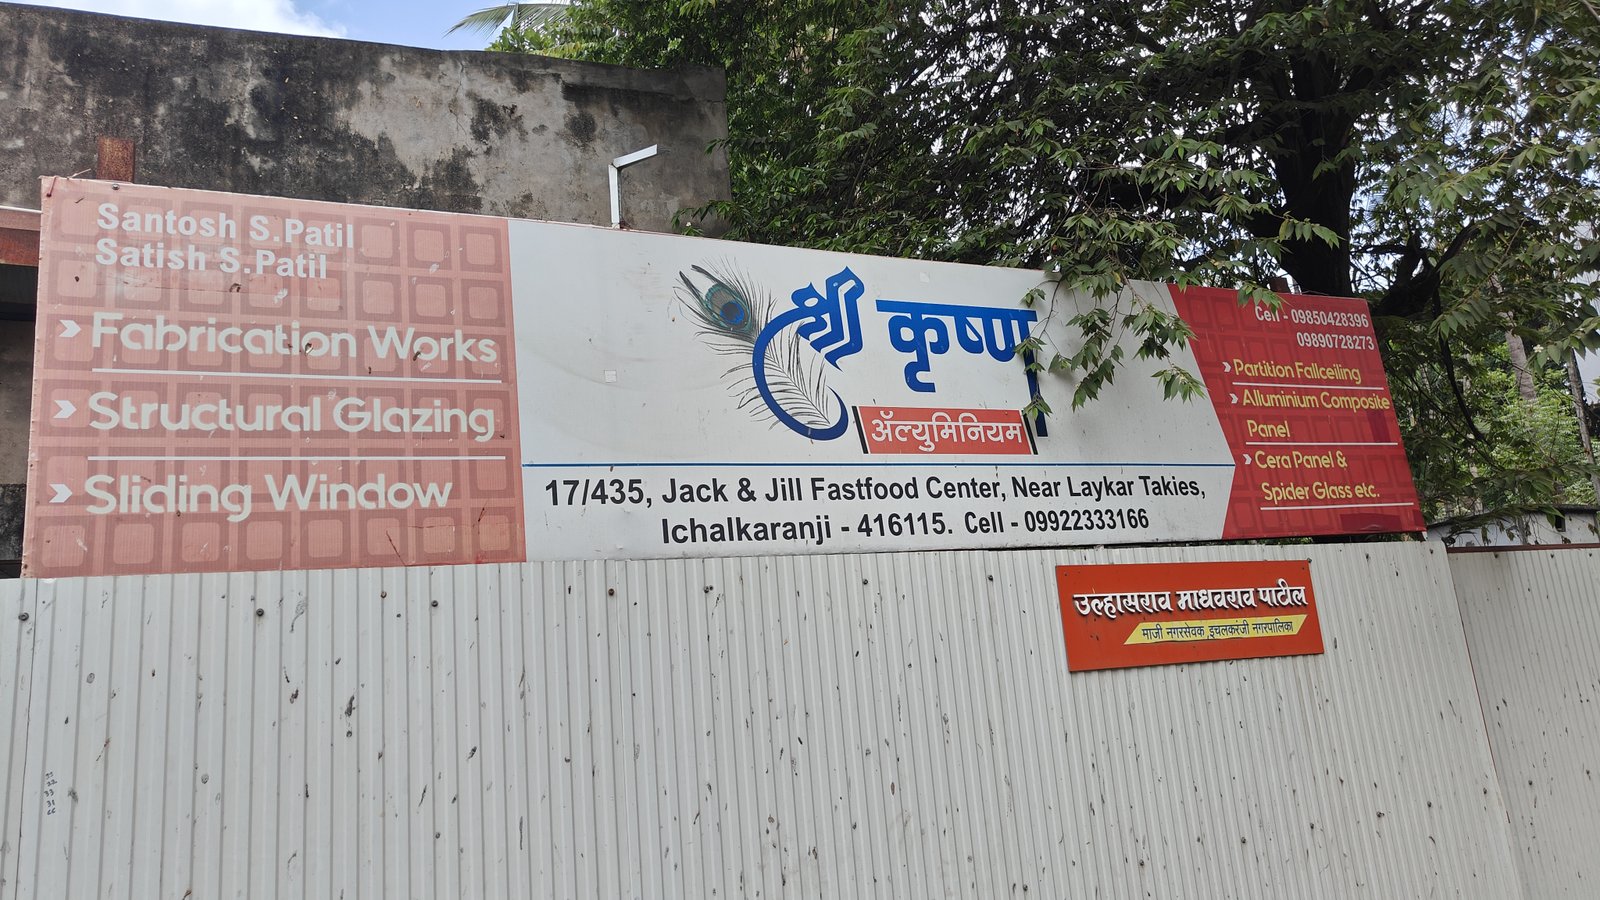 Santosh S.Patil
Satish S.Patil
Fabrication Works
Structural Glazing
Sliding Window
श्री कृष्ण
ॲल्युमिनियम
17/435, Jack & Jill Fastfood Center, Near Laykar Takies,
Ichalkaranji - 416115. Cell - 09922333166
Cell - 09850428396
09890728273
Partition Fallceiling
Alluminium Composite
Panel
Cera Panel &
Spider Glass etc.
उल्हासराव माधवराव पाटील
माजी नगरसेवक, इचलकरंजी नगरपालिका